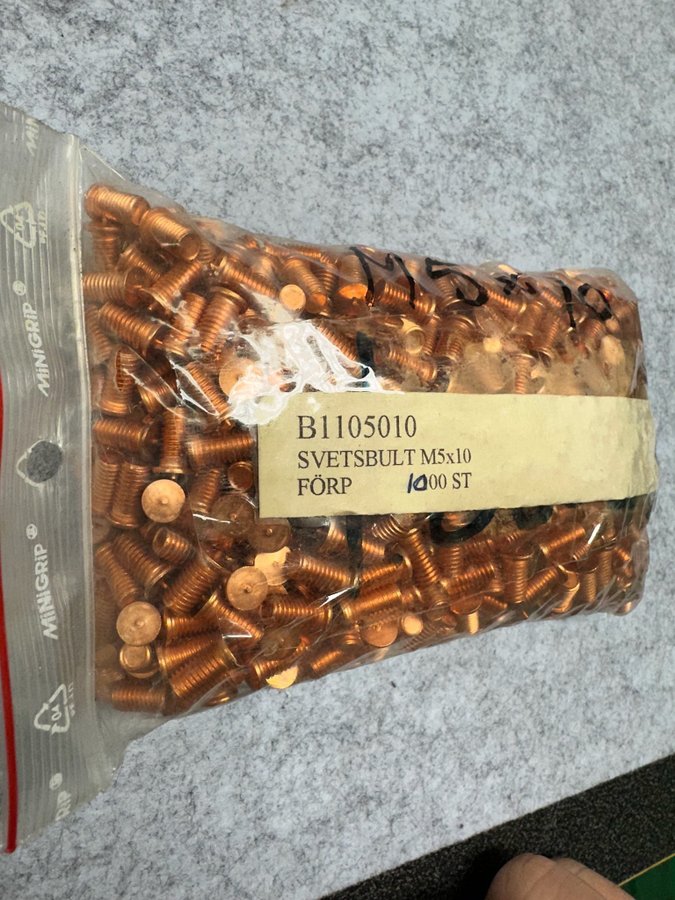 M5x10
B1105010
SVETSBULT M5x10
FÖRP 1000 ST
MiNiGRiP®
MiNiGRiP®